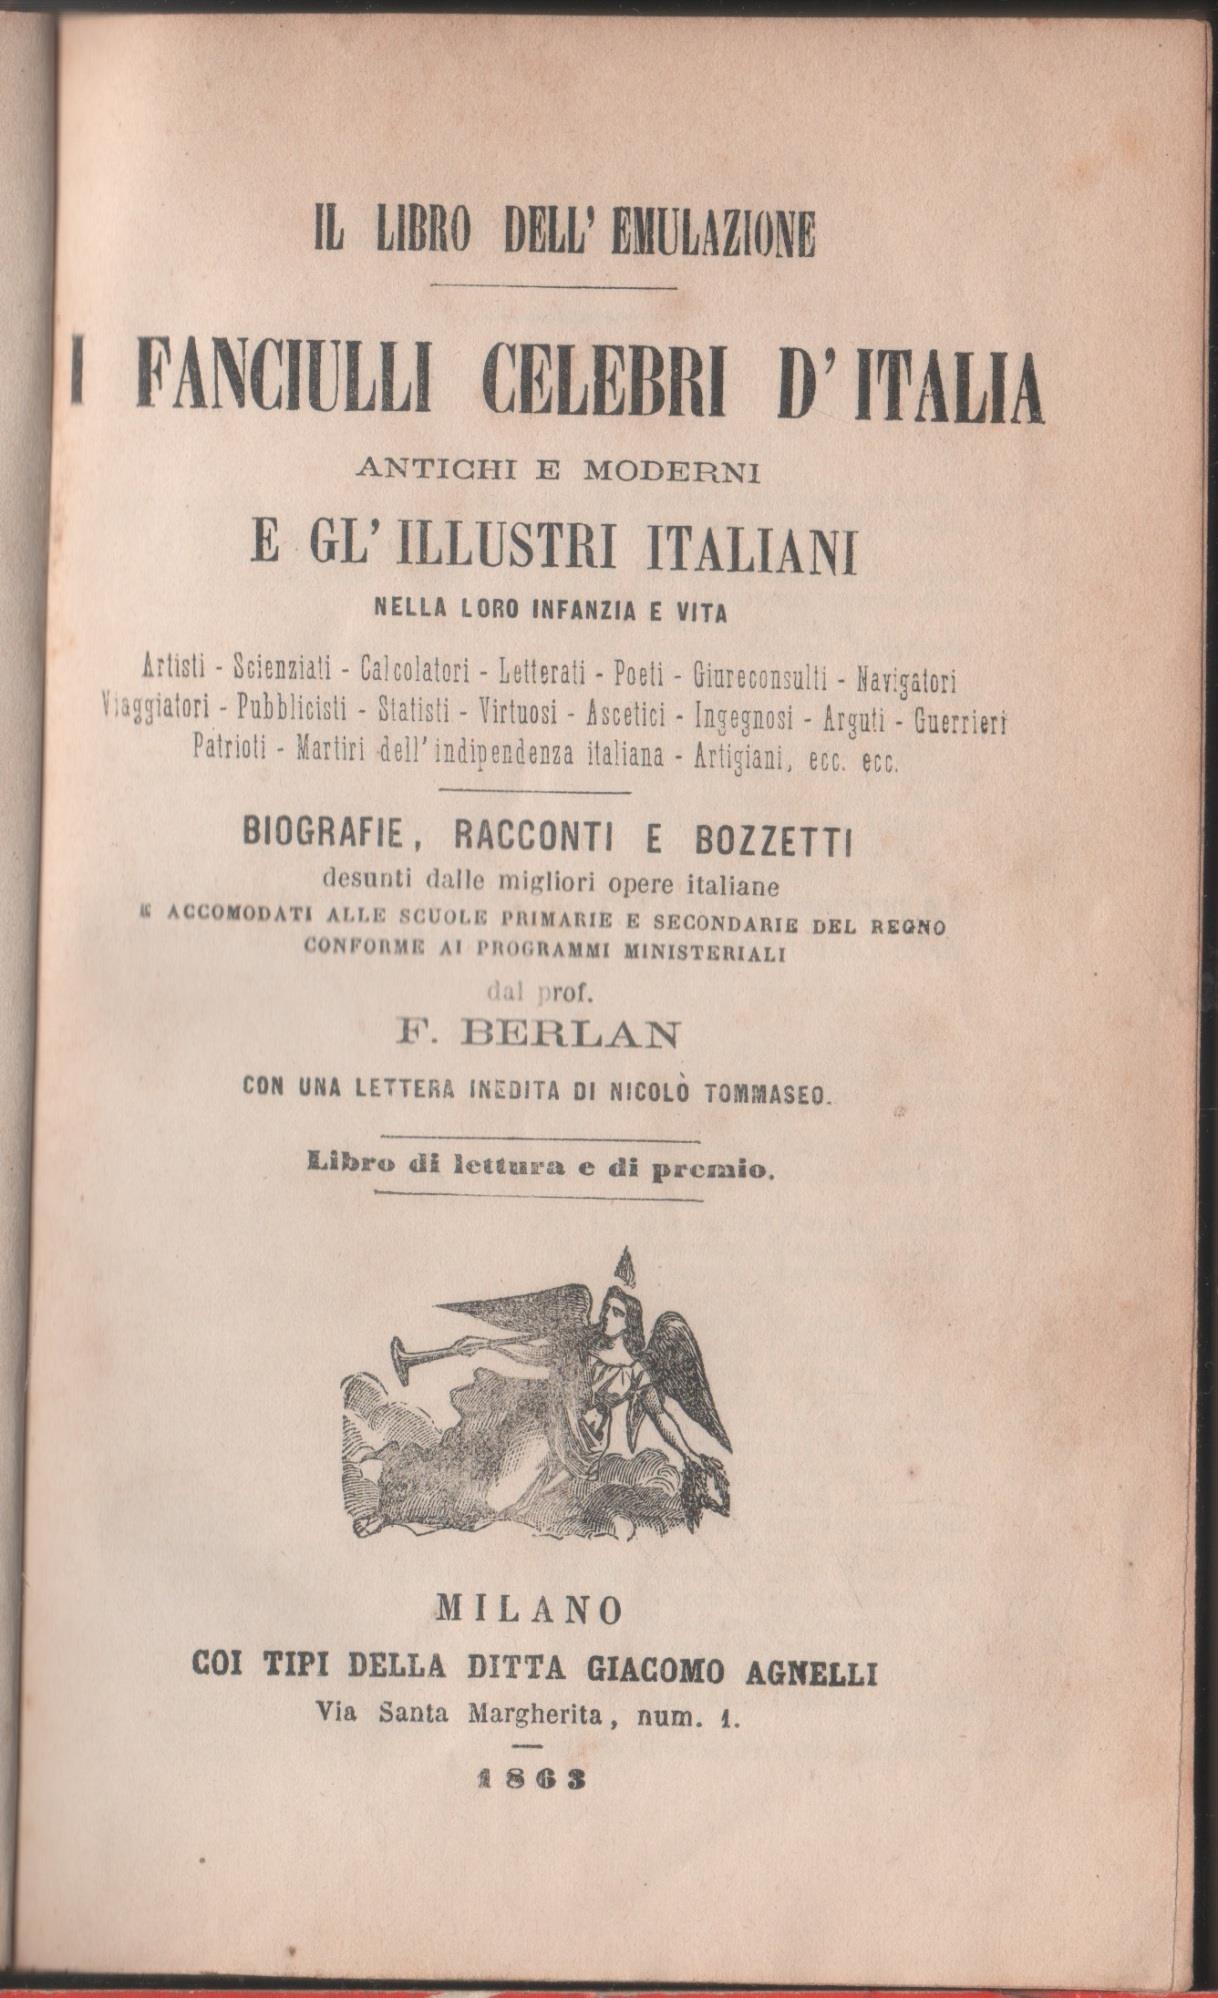 IL LIBRO DELL' EMULAZIONE
I FANCIULLI CELEBRI D'ITALIA
ANTICHI E MODERNI
E GL'ILLUSTRI ITALIANI
NELLA LORO INFANZIA E VITA
Artisti - Scienziati - Calcolatori - Letterati - Poeti - Giureconsulti - Navigatori
Viaggiatori - Pubblicisti - Statisti - Virtuosi - Ascetici - Ingegnosi - Arguti - Guerrieri
Patrioti - Martiri dell'indipendenza italiana - Artigiani, ecc. ecc.
BIOGRAFIE, RACCONTI E BOZZETTI
desunti dalle migliori opere italiane
E ACCOMODATI ALLE SCUOLE PRIMARIE E SECONDARIE DEL REGNO
CONFORME AI PROGRAMMI MINISTERIALI
dal prof.
F. BERLAN
CON UNA LETTERA INEDITA DI NICOLÒ TOMMASEO.
Libro di lettura e di premio.
MILANO
COI TIPI DELLA DITTA GIACOMO AGNELLI
Via Santa Margherita, num. 1.
1863